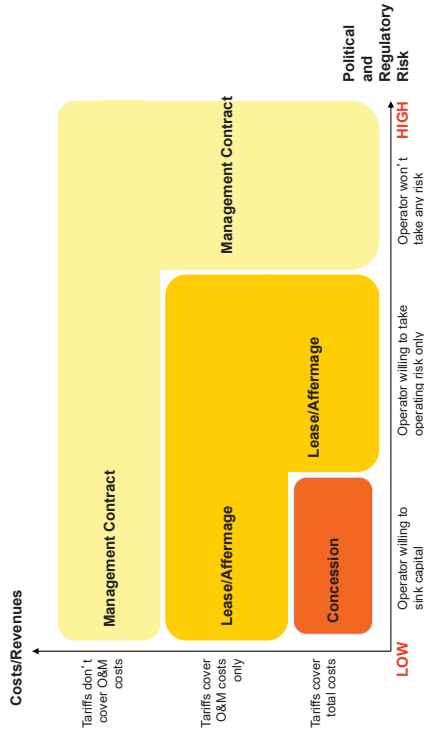 Costs/Revenues
Tariffs don't
cover O&M
costs
Tariffs cover
O&M costs
only
Tariffs cover
total costs
Management Contract
Management Contract
Lease/Affermage
Lease/Affermage
Concession
LOW
Operator willing to
sink capital
Operator willing to take
operating risk only
Operator won't
take any risk
HIGH
Political
and
Regulatory
Risk